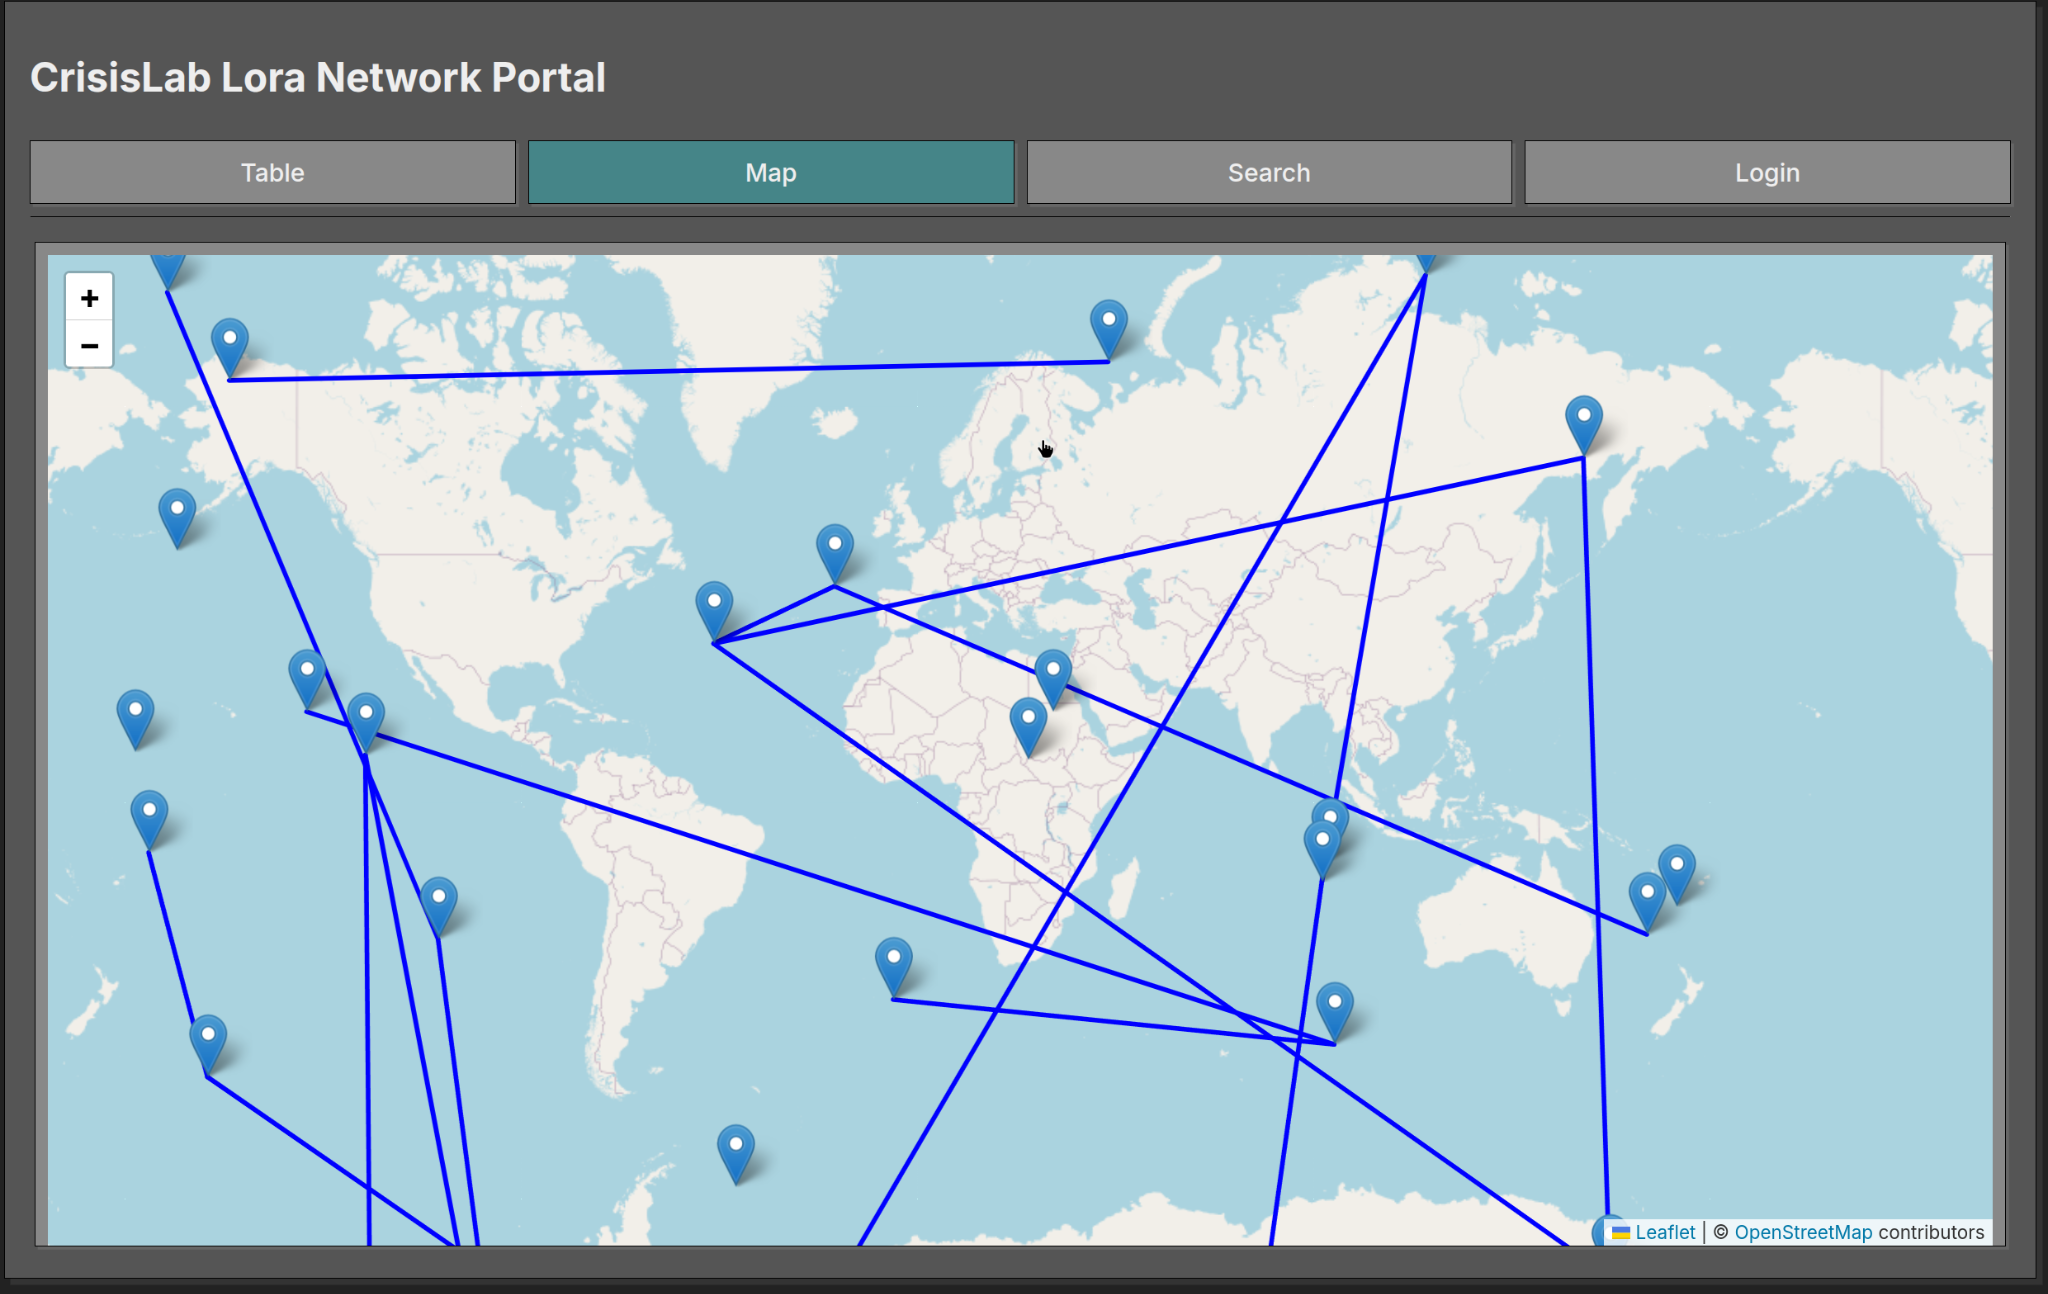 CrisisLab Lora Network Portal
Table Map Search Login
+
−
Leaflet | © OpenStreetMap contributors